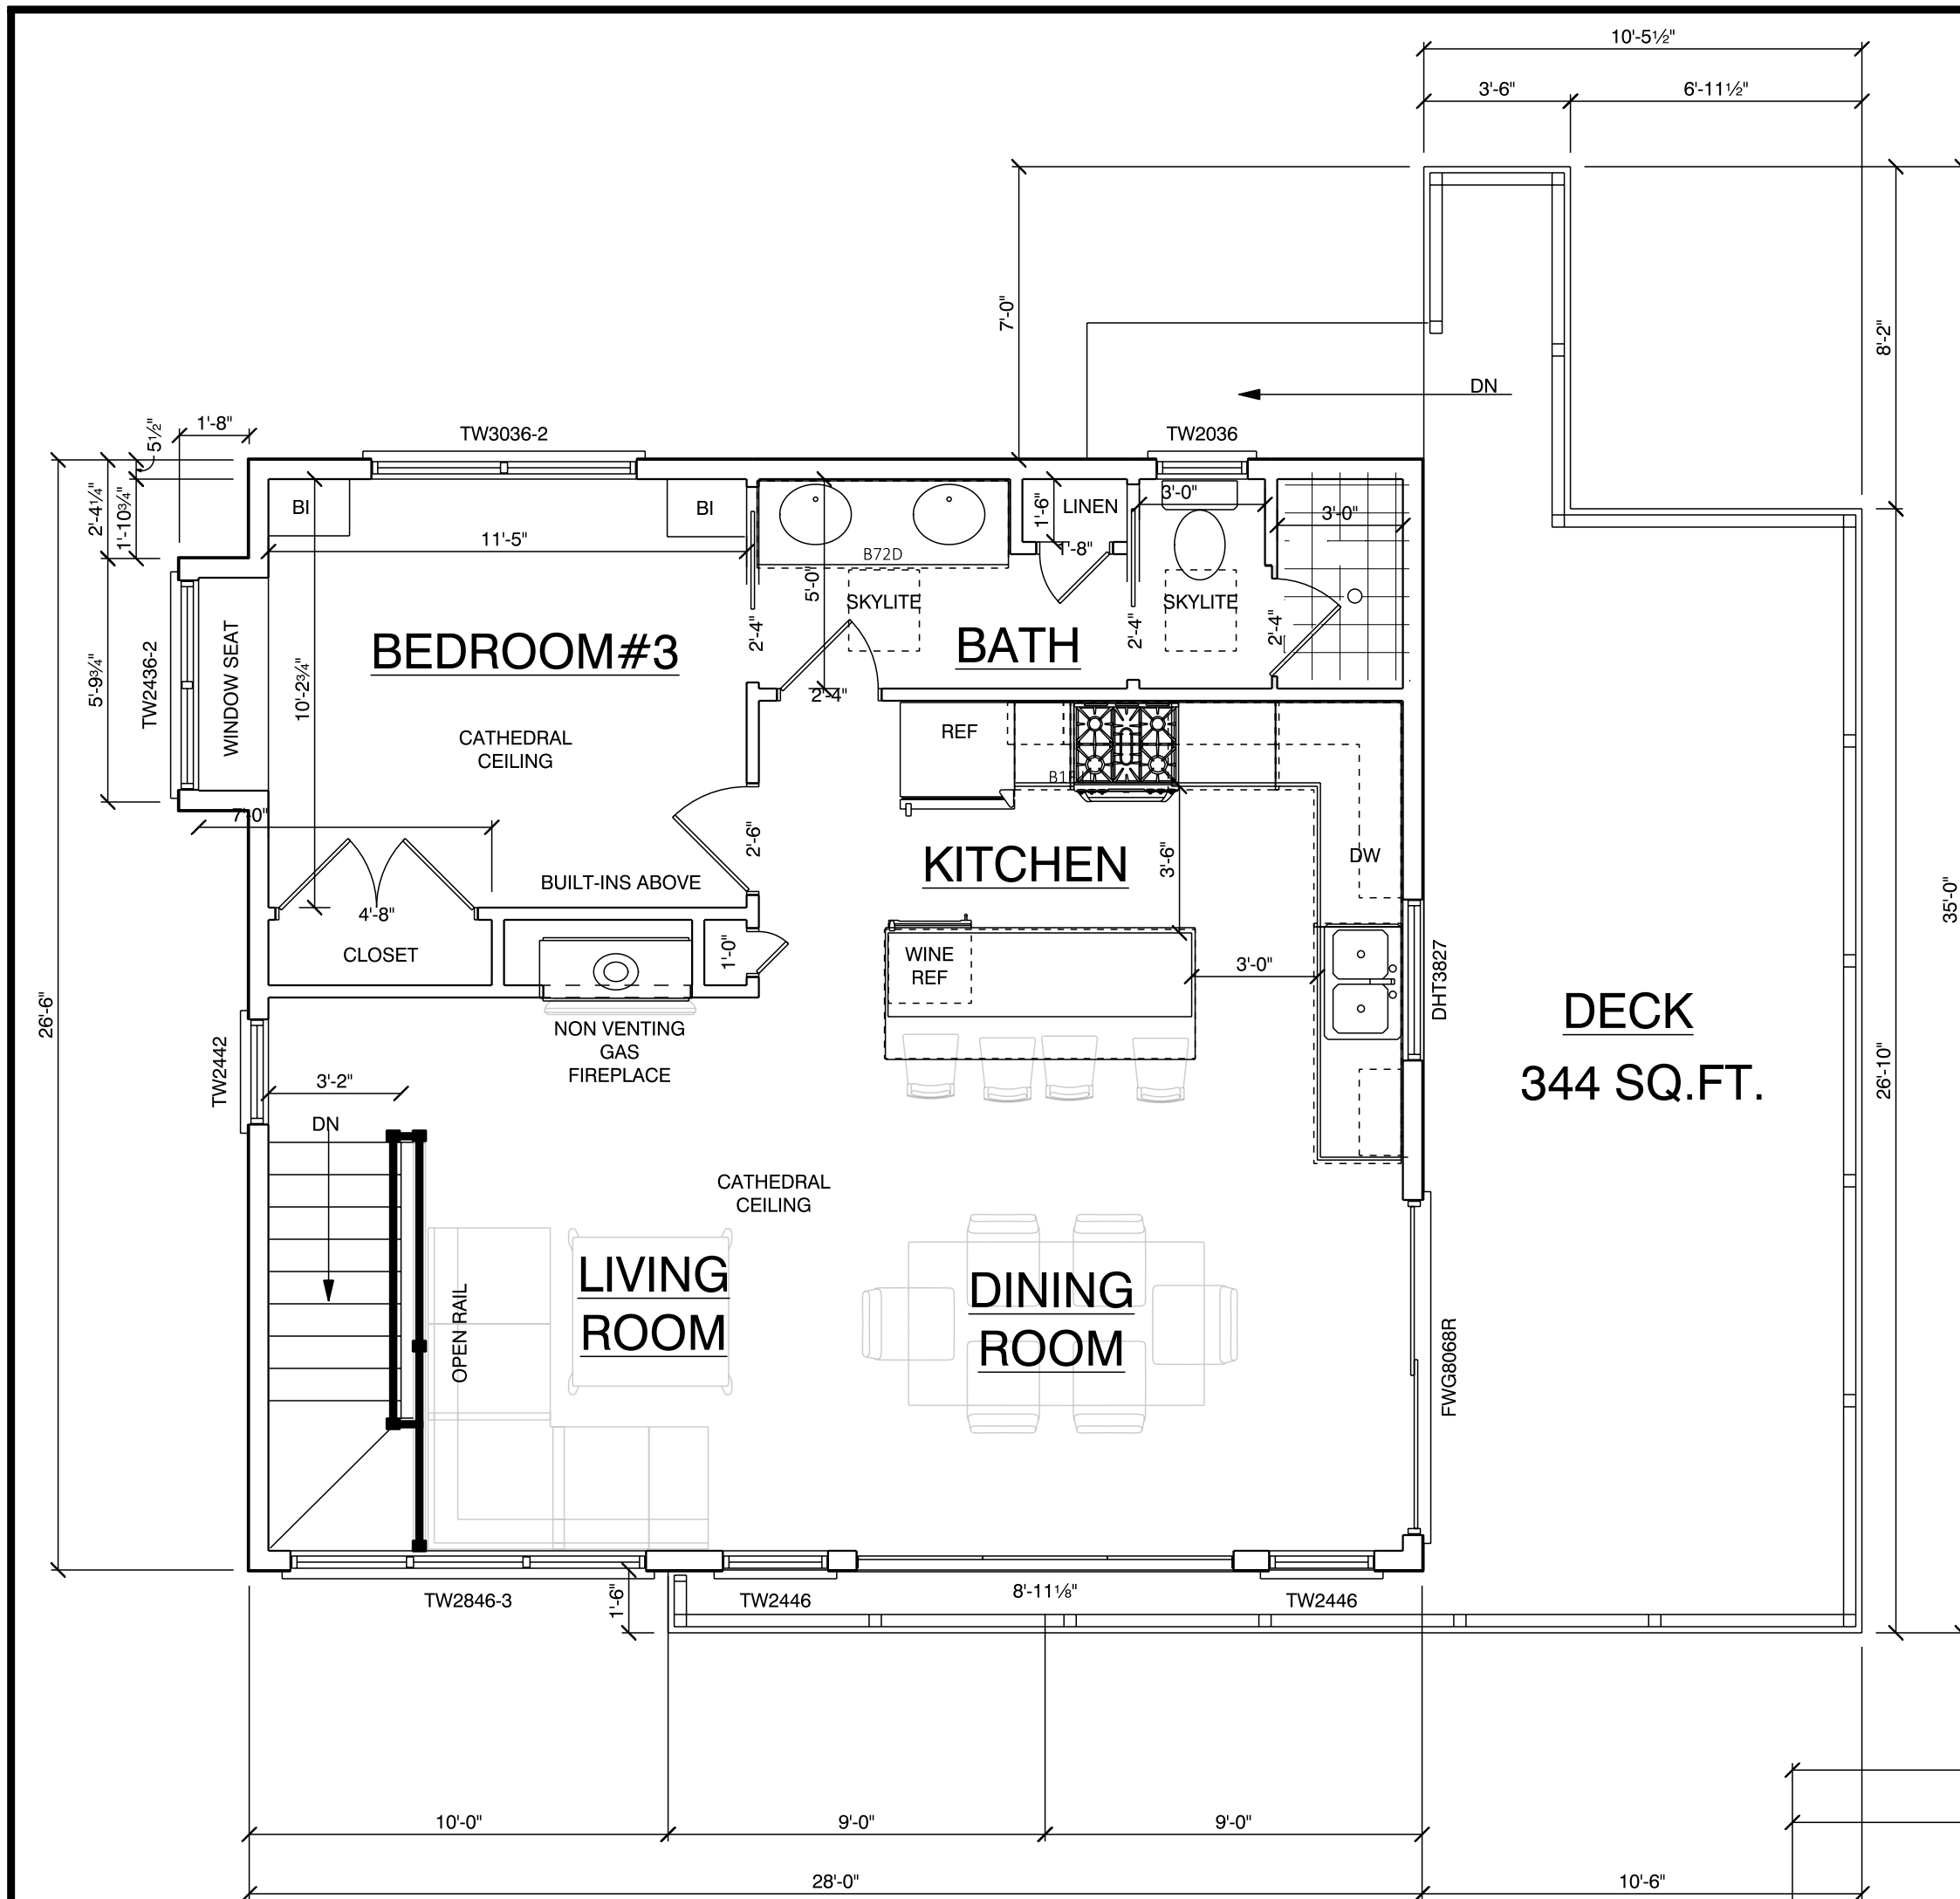 10'-5½"
3'-6"
6'-11½"
7'-0"
8'-2"
DN
1'-8"
5½"
TW3036-2
TW2036
2'-4¼"
1'-10¾"
BI
BI
1'-6"
LINEN
3'-0"
3'-0"
11'-5"
B72D
1'-8"
5'-0"
SKYLITE
SKYLITE
2'-4"
2'-4"
2'-4"
BEDROOM#3
BATH
5'-9¾"
TW2436-2
WINDOW SEAT
10'-2¾"
2'-4"
CATHEDRAL
CEILING
REF
7'-0"
2'-6"
KITCHEN
3'-6"
DW
BUILT-INS ABOVE
4'-8"
CLOSET
1'-0"
WINE
REF
3'-0"
DHT3827
35'-0"
26'-6"
DECK
344 SQ.FT.
NON VENTING
GAS
FIREPLACE
TW2442
3'-2"
DN
26'-10"
CATHEDRAL
CEILING
LIVING
ROOM
DINING
ROOM
OPEN RAIL
FWG8068R
TW2846-3
1'-6"
TW2446
8'-11⅛"
TW2446
10'-0"
9'-0"
9'-0"
28'-0"
10'-6"